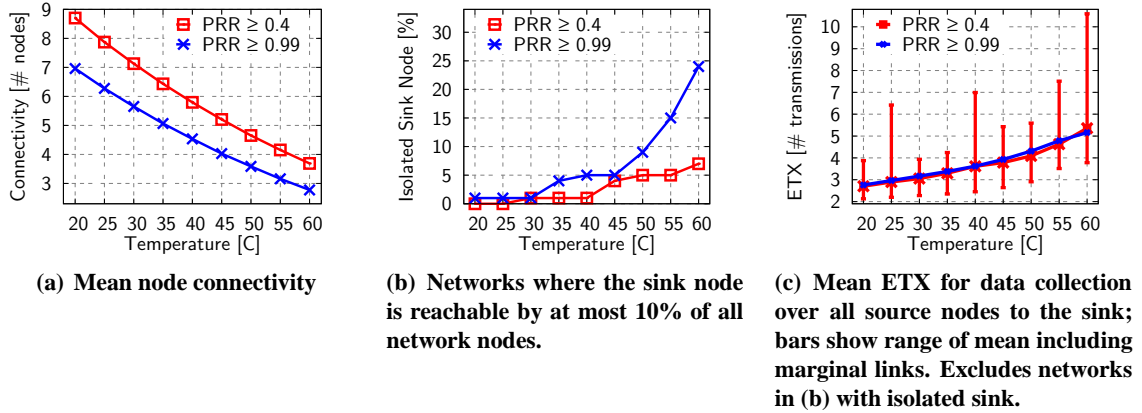 Connectivity [# nodes]
9
8
7
6
5
4
3
PRR ≥ 0.4
PRR ≥ 0.99
20 25 30 35 40 45 50 55 60
Temperature [C]
(a) Mean node connectivity
Isolated Sink Node [%]
30
25
20
15
10
5
0
PRR ≥ 0.4
PRR ≥ 0.99
20 25 30 35 40 45 50 55 60
Temperature [C]
(b) Networks where the sink node
is reachable by at most 10% of all
network nodes.
ETX [# transmissions]
10
9
8
7
6
5
4
3
2
PRR ≥ 0.4
PRR ≥ 0.99
20 25 30 35 40 45 50 55 60
Temperature [C]
(c) Mean ETX for data collection
over all source nodes to the sink;
bars show range of mean including
marginal links. Excludes networks
in (b) with isolated sink.